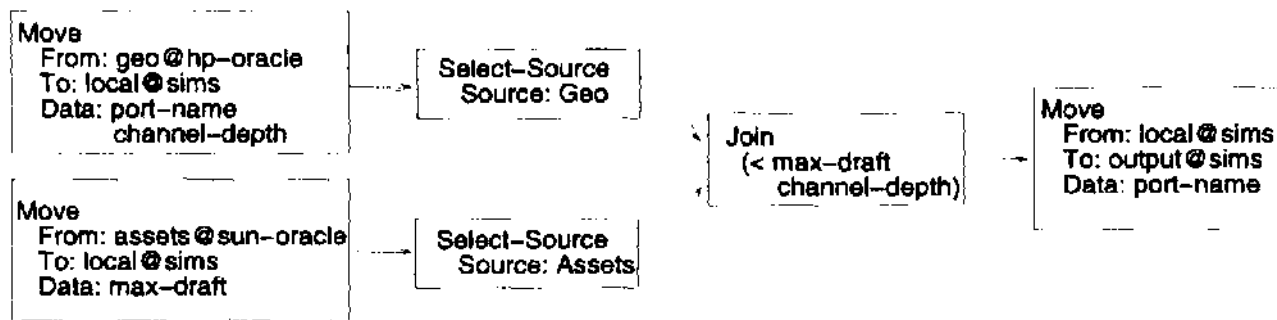 Move
From: geo@hp-oracle
To: local@sims
Data: port-name
channel-depth
Select-Source
Source: Geo
Move
From: assets@sun-oracle
To: local@sims
Data: max-draft
Select-Source
Source: Assets
Join
(< max-draft
channel-depth)
Move
From: local@sims
To: output@sims
Data: port-name